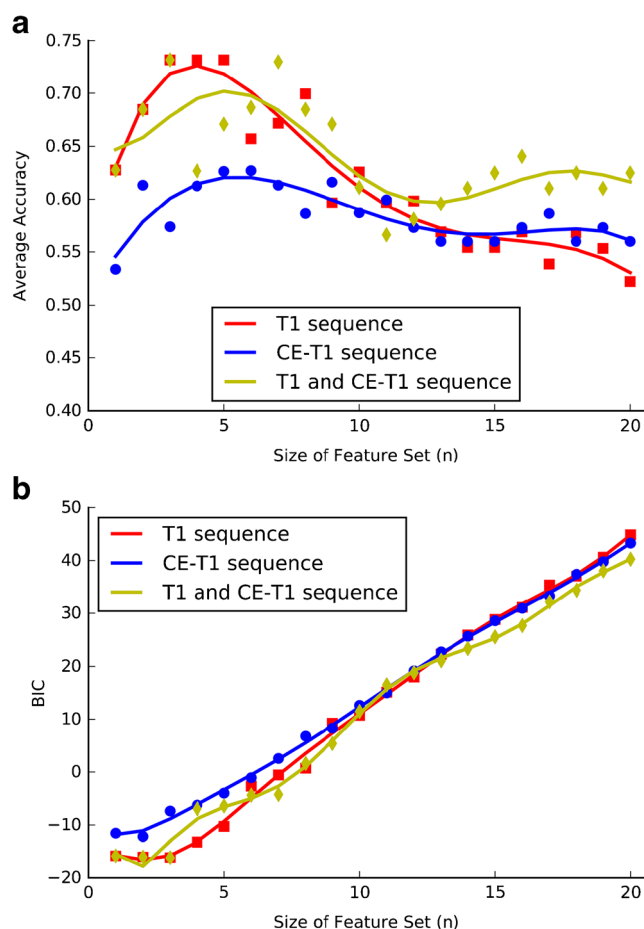 a
0.75
0.70
0.65
0.60
0.55
0.50
0.45
0.40
Average Accuracy
T1 sequence
CE-T1 sequence
T1 and CE-T1 sequence
0 5 10 15 20
Size of Feature Set (n)
b
50
40
30
20
10
0
−10
−20
BIC
T1 sequence
CE-T1 sequence
T1 and CE-T1 sequence
0 5 10 15 20
Size of Feature Set (n)